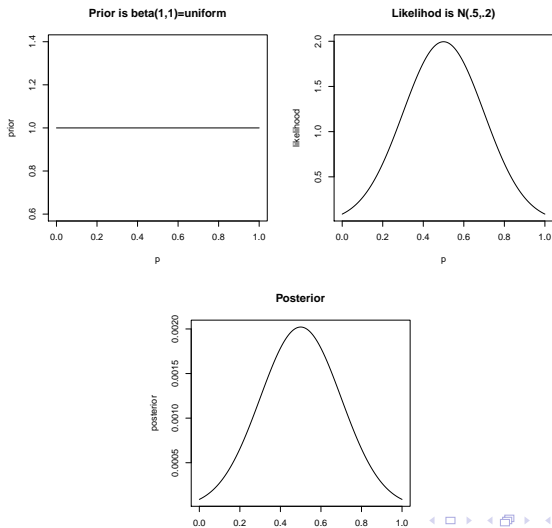 Prior is beta(1,1)=uniform
prior
0.6 0.8 1.0 1.2 1.4
0.0 0.2 0.4 0.6 0.8 1.0
p
Likelihod is N(.5,.2)
likelihood
0.5 1.0 1.5 2.0
0.0 0.2 0.4 0.6 0.8 1.0
p
Posterior
posterior
0.0005 0.0010 0.0015 0.0020
0.0 0.2 0.4 0.6 0.8 1.0